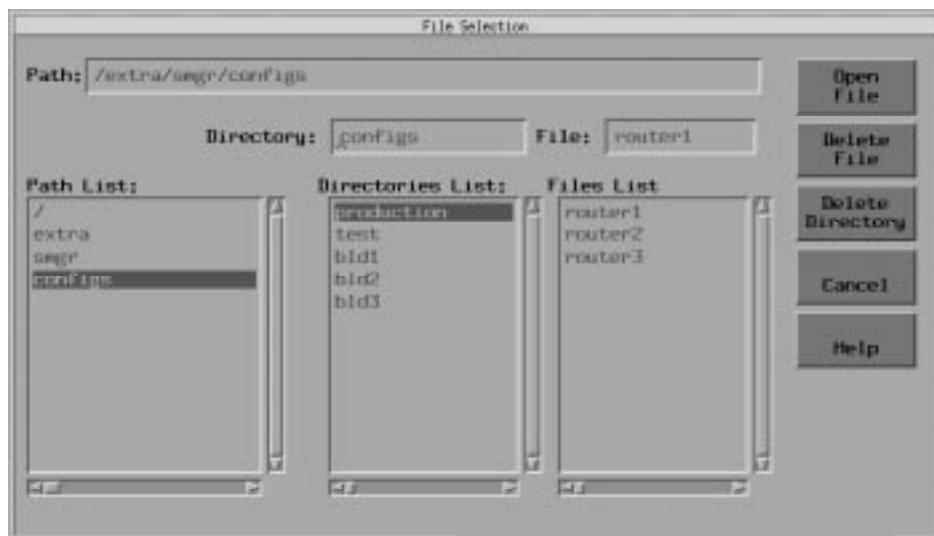 File Selection
Path: /extra/smgr/configs
Open File
Directory: configs File: router1
Delete File
Path List: Directories List: Files List
Delete Directory
/ production router1
extra test router2
smgr bld1 router3
configs bld2
bld3
Cancel
Help